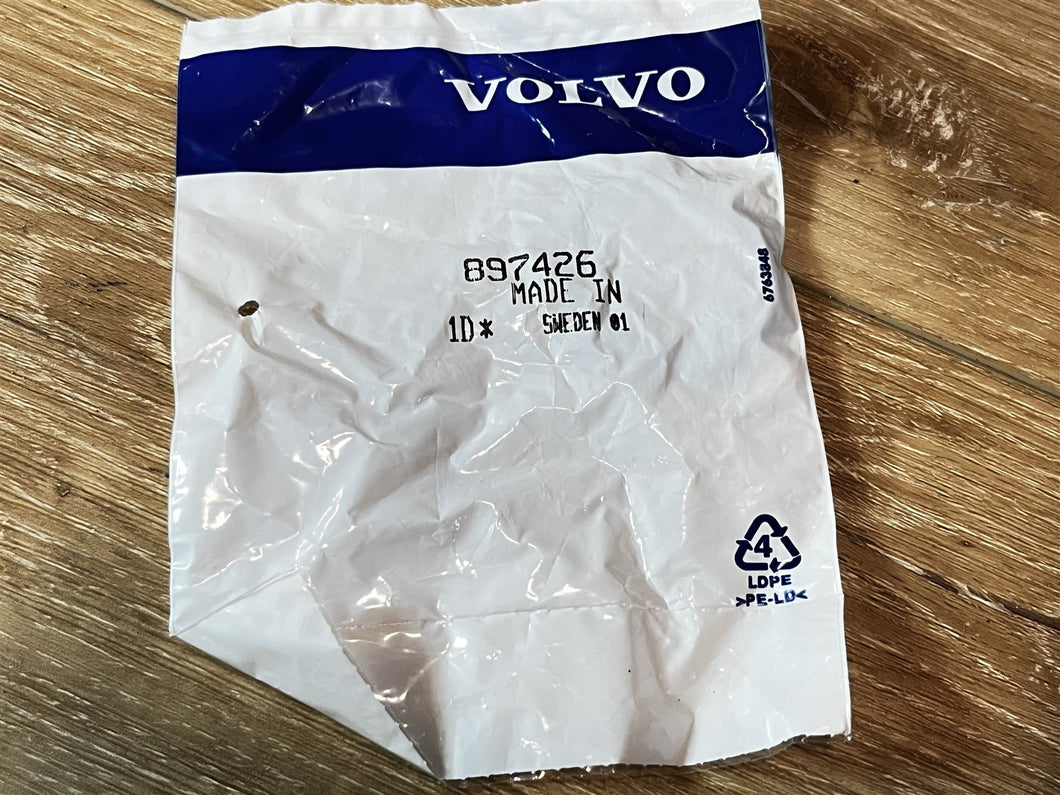 VOLVO
897426
MADE IN
1D* SWEDEN 01
6763848
4
LDPE
>PE-LD<